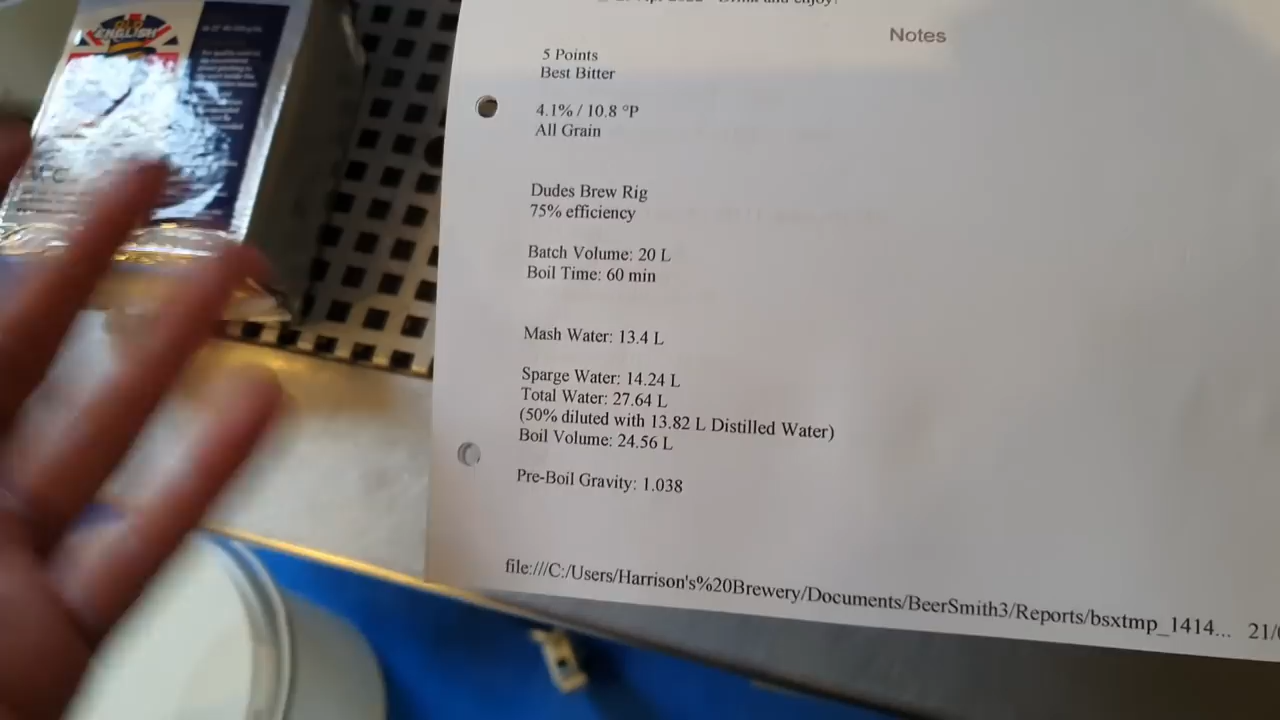 Notes
5 Points
Best Bitter
4.1% / 10.8 °P
All Grain
Dudes Brew Rig
75% efficiency
Batch Volume: 20 L
Boil Time: 60 min
Mash Water: 13.4 L
Sparge Water: 14.24 L
Total Water: 27.64 L
(50% diluted with 13.82 L Distilled Water)
Boil Volume: 24.56 L
Pre-Boil Gravity: 1.038
file:///C:/Users/Harrison's%20Brewery/Documents/BeerSmith3/Reports/bsxtmp_1414... 21/
ENGLISH